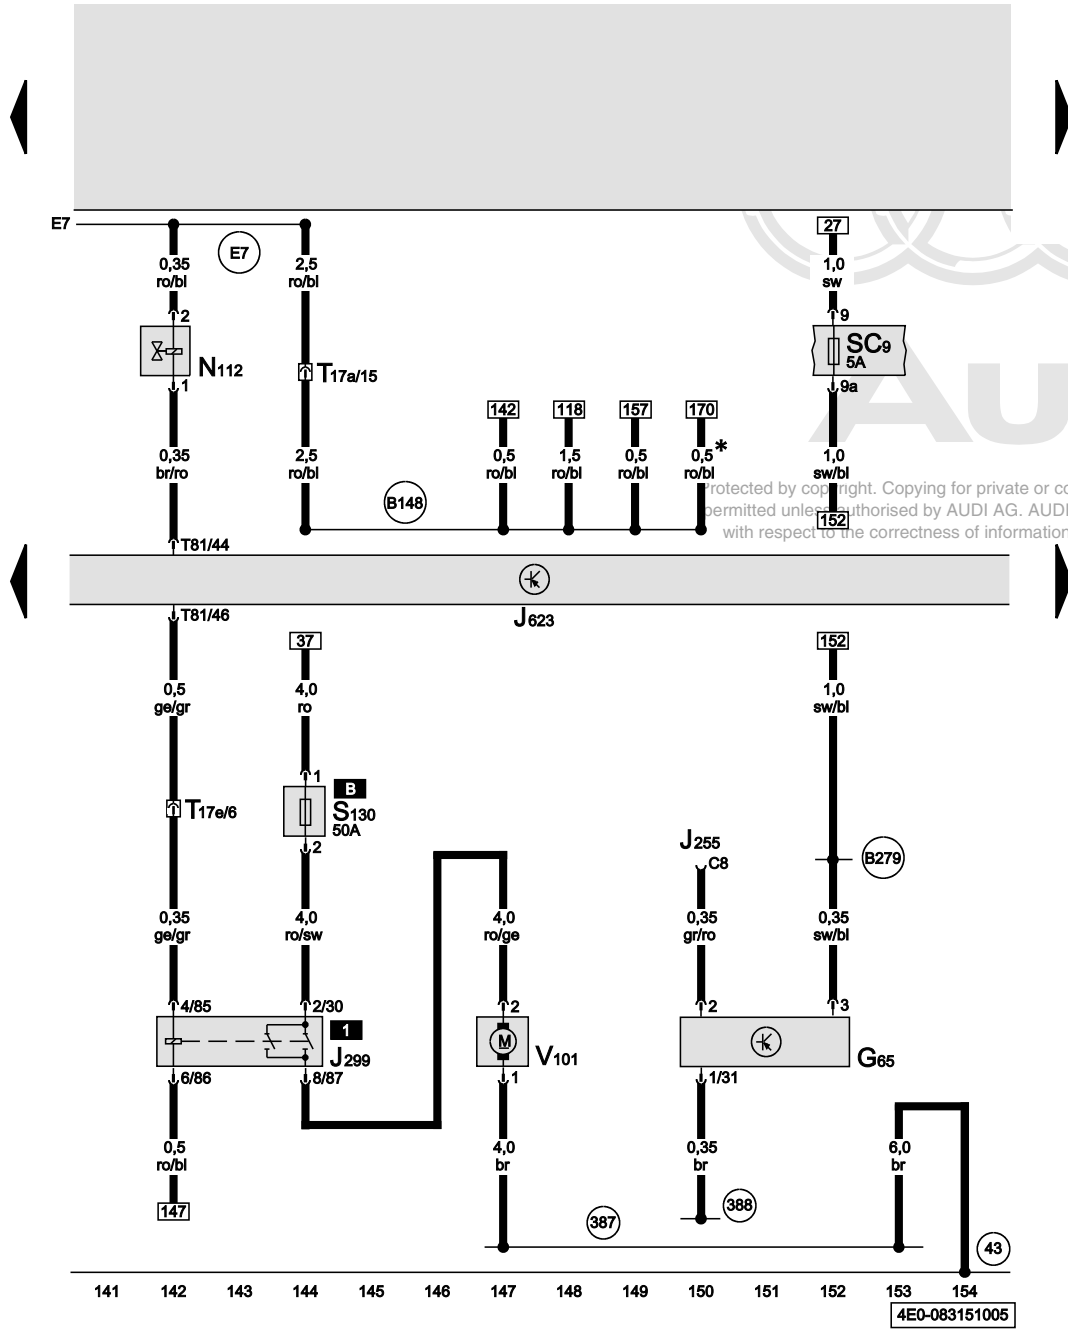 E7
E7
27
0,35
ro/bl
2,5
ro/bl
1,0
sw
2
9
N112
SC9
5A
T17a/15
1
9a
Au
142
118
157
170
*
0,35
br/ro
2,5
ro/bl
0,5
ro/bl
1,5
ro/bl
0,5
ro/bl
0,5
ro/bl
1,0
sw/bl
B148
Protected by copyright. Copying for private or co
permitted unless authorised by AUDI AG. AUDI
152
with respect to the correctness of information
T81/44
J623
T81/46
37
152
0,5
ge/gr
4,0
ro
1,0
sw/bl
1
B
S130
50A
T17e/6
2
J255
C8
B279
0,35
ge/gr
4,0
ro/sw
4,0
ro/ge
0,35
gr/ro
0,35
sw/bl
4/85
2/30
2
2
3
1
J299
M
V101
G65
6/86
8/87
1
1/31
0,5
ro/bl
4,0
br
0,35
br
6,0
br
147
387
388
43
141 142 143 144 145 146 147 148 149 150 151 152 153 154
4E0-083151005